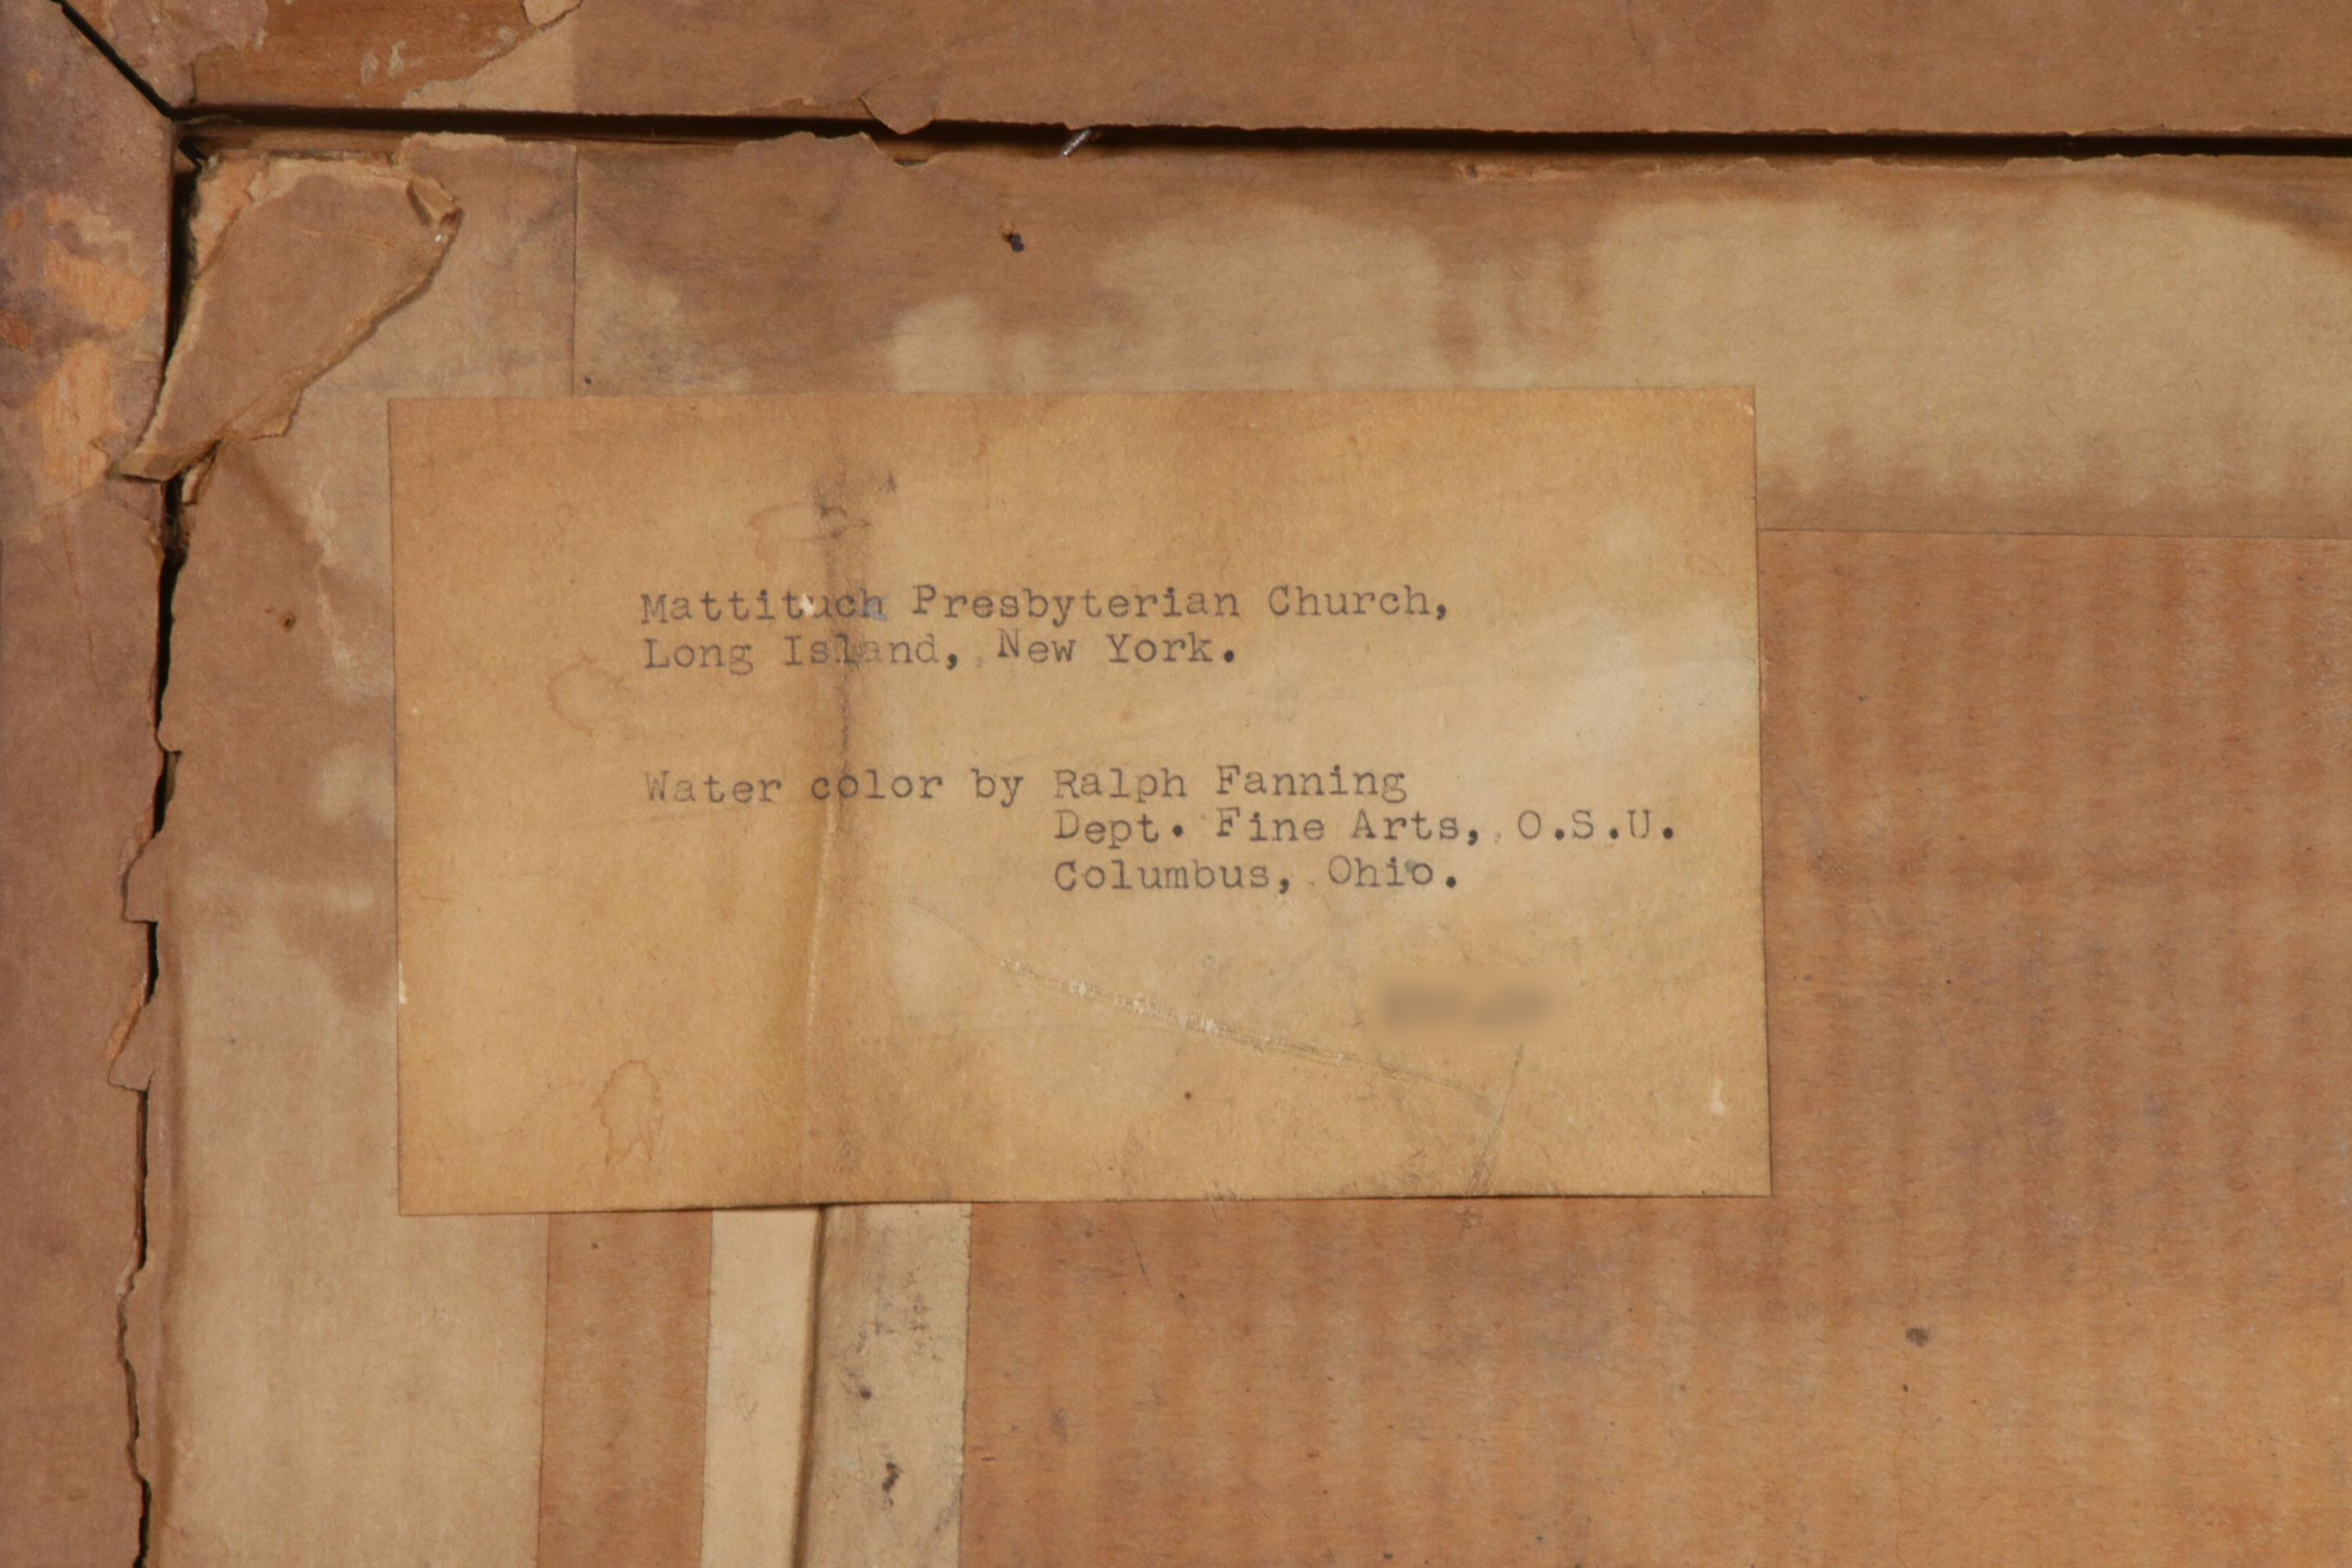 Mattituch Presbyterian Church,
Long Island, New York.
Water color by Ralph Fanning
Dept. Fine Arts, O.S.U.
Columbus, Ohio.